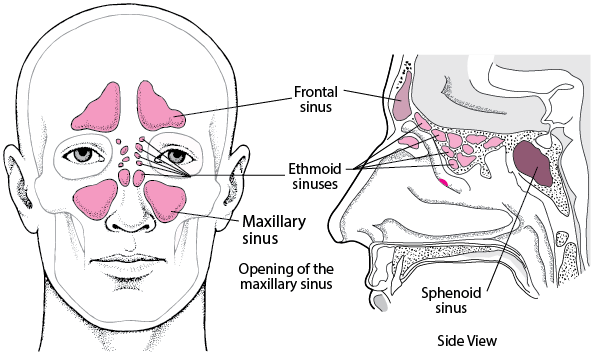 Frontal
sinus
Ethmoid
sinuses
Maxillary
sinus
Opening of the
maxillary sinus
Sphenoid
sinus
Side View